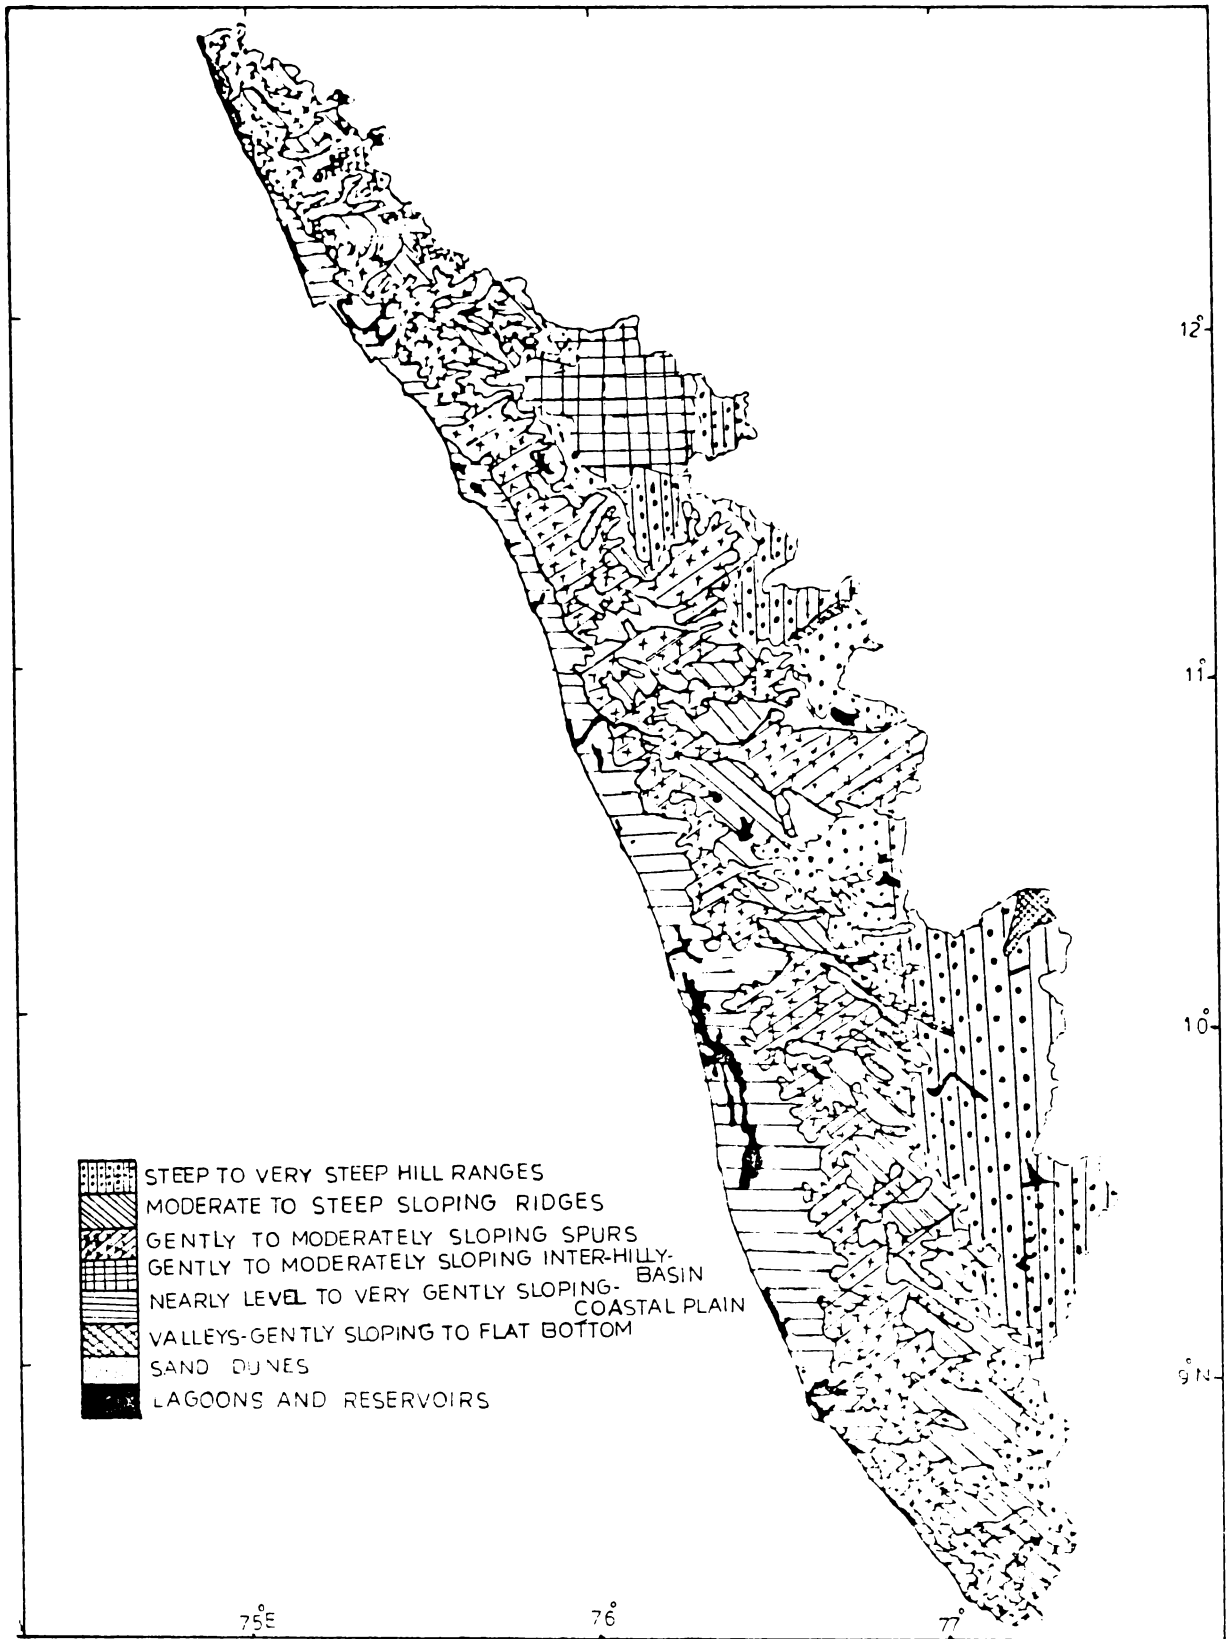 12°
11°
10°
STEEP TO VERY STEEP HILL RANGES
MODERATE TO STEEP SLOPING RIDGES
GENTLY TO MODERATELY SLOPING SPURS
GENTLY TO MODERATELY SLOPING INTER-HILLY-
BASIN
NEARLY LEVEL TO VERY GENTLY SLOPING-
COASTAL PLAIN
VALLEYS-GENTLY SLOPING TO FLAT BOTTOM
SAND DUNES
9°N
LAGOONS AND RESERVOIRS
75°E
76°
77°